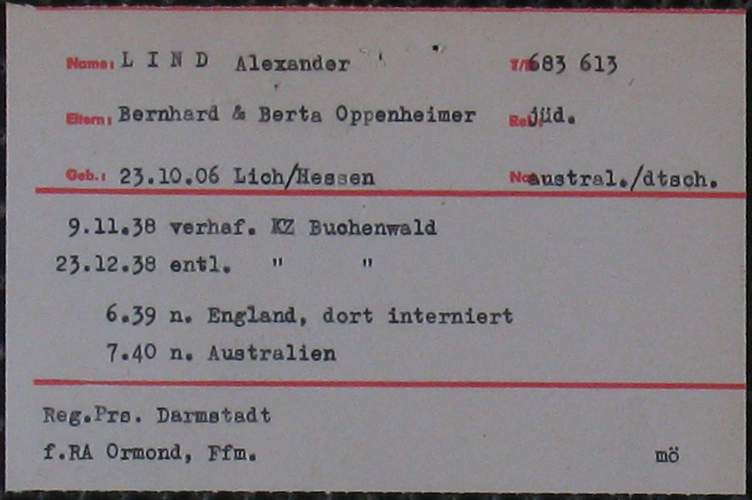 Name: L I N D Alexander T/D 683 613
Eltern: Bernhard & Berta Oppenheimer Rel.: jüd.
Geb.: 23.10.06 Lich/Hessen austral./dtsch.
9.11.38 verhaf. KZ Buchenwald
23.12.38 entl. " "
6.39 n. England, dort interniert
7.40 n. Australien
Reg.Prs. Darmstadt
f.RA Ormond, Ffm. mö